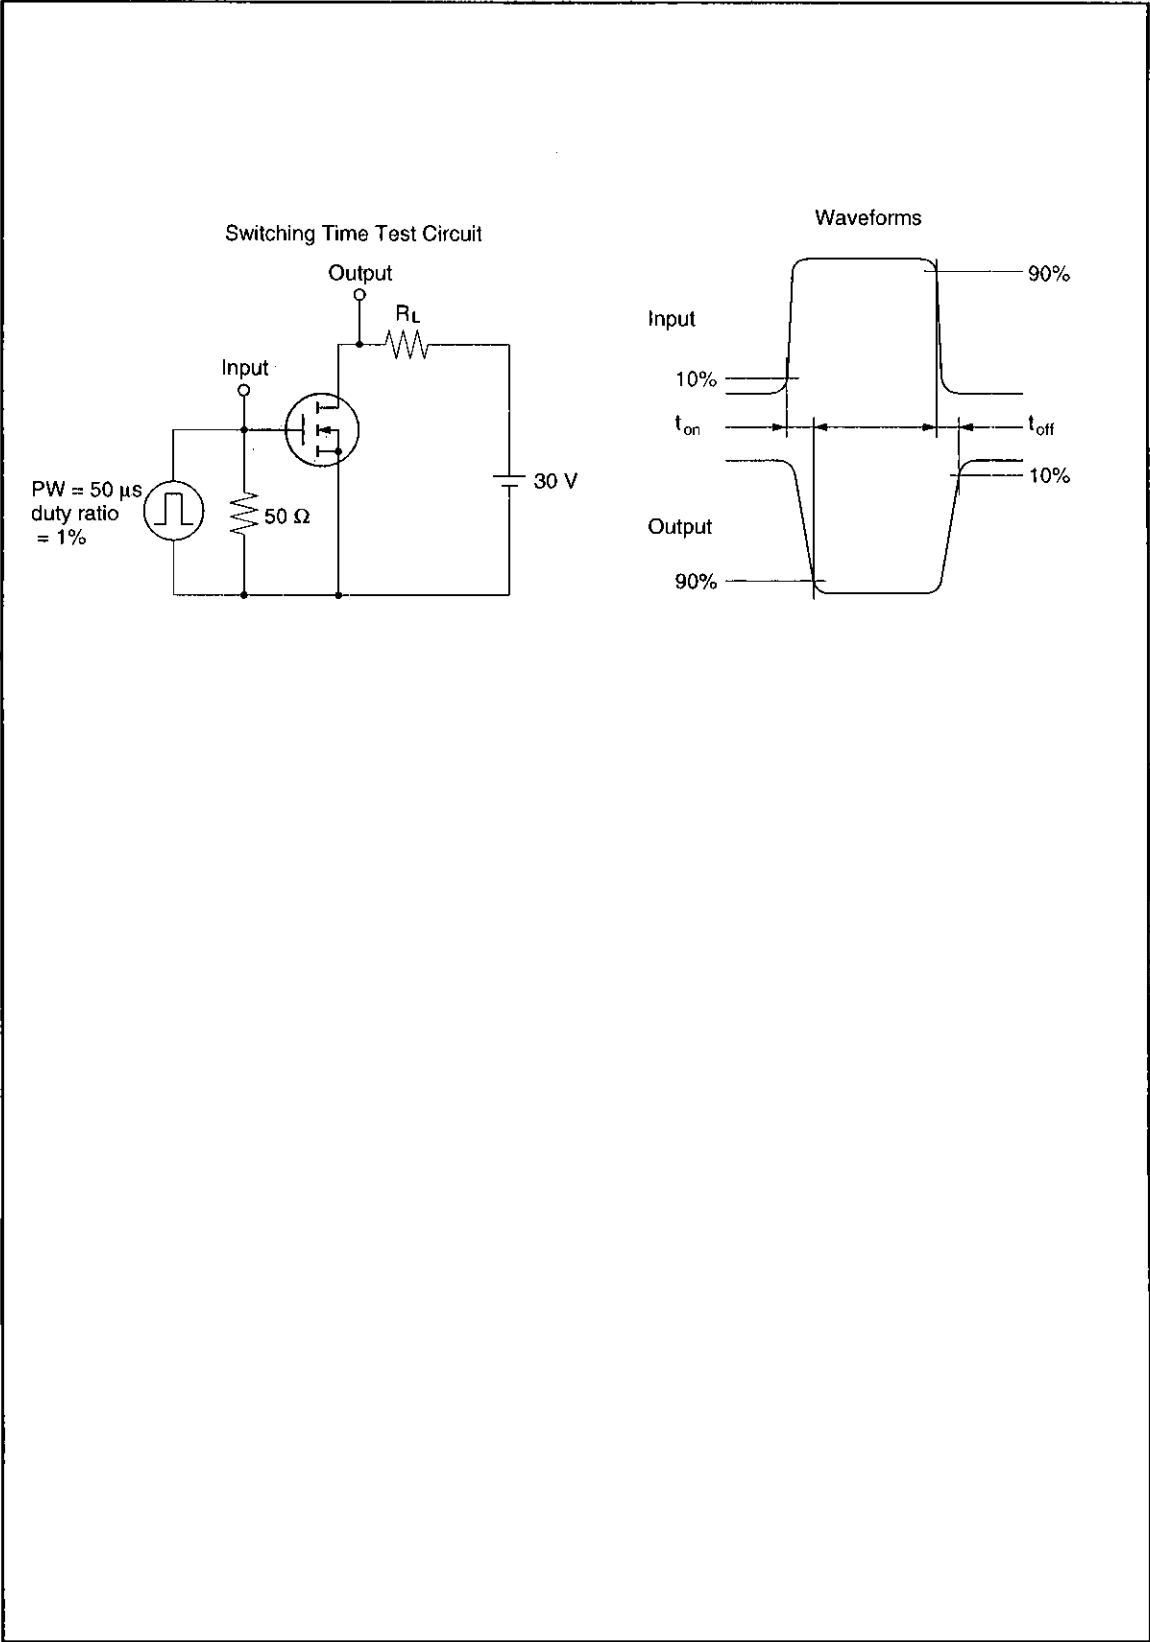 Switching Time Test Circuit
Output
RL
Input
PW = 50 μs
duty ratio
= 1%
50 Ω
30 V
Waveforms
Input
90%
10%
ton
toff
10%
Output
90%